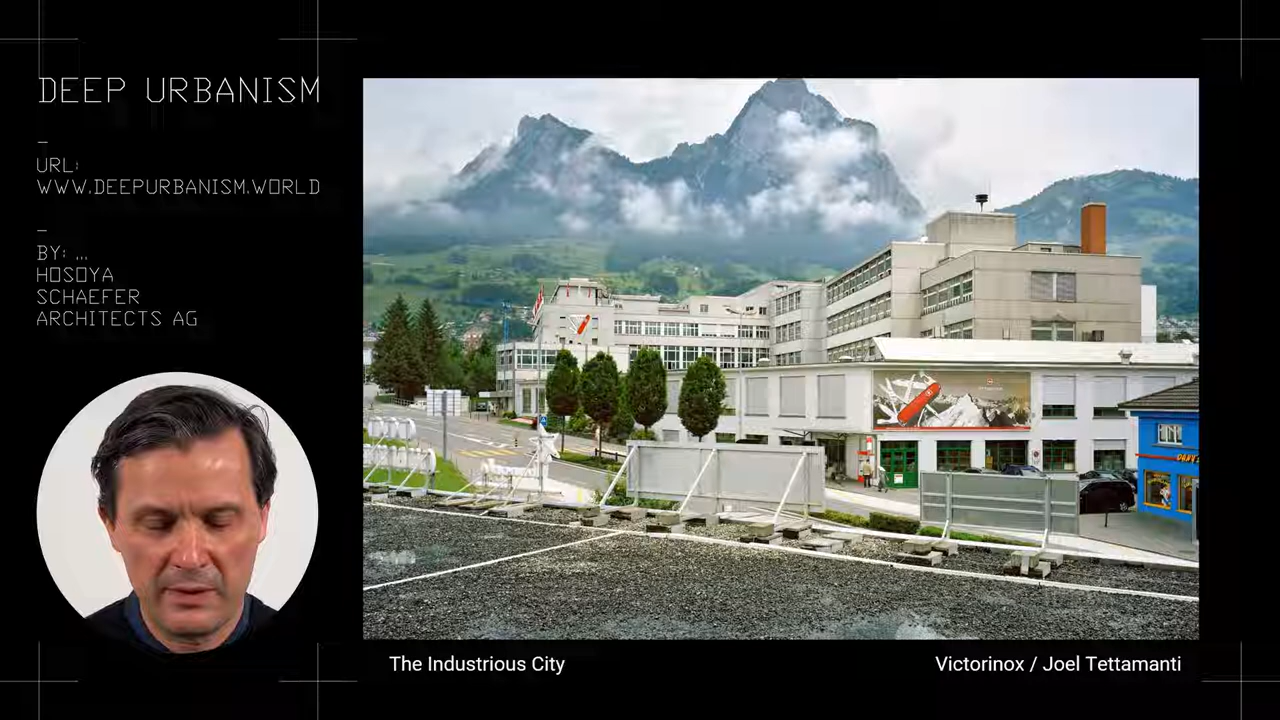 DEEP URBANISM
–
URL:
WWW.DEEPURBANISM.WORLD
–
BY: ...
HOSOYA
SCHAEFER
ARCHITECTS AG
The Industrious City
Victorinox / Joel Tettamanti